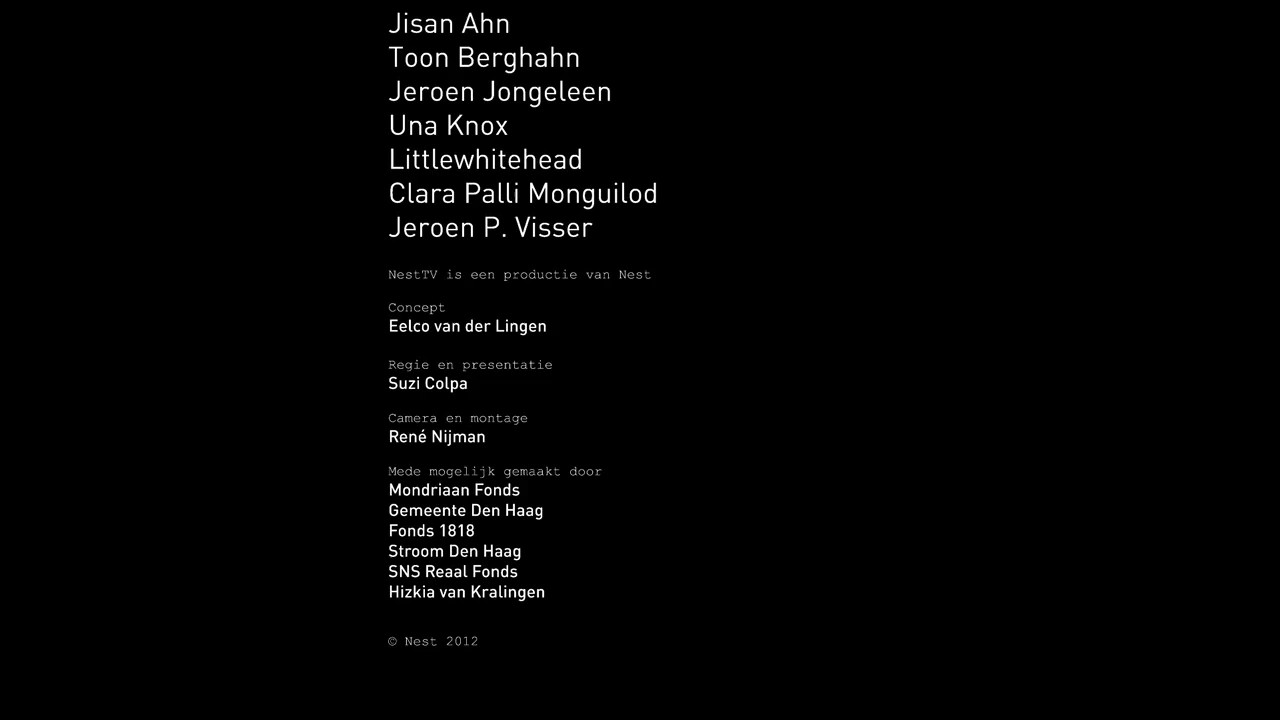 Jisan Ahn
Toon Berghahn
Jeroen Jongeleen
Una Knox
Littlewhitehead
Clara Palli Monguilod
Jeroen P. Visser
NestTV is een productie van Nest
Concept
Eelco van der Lingen
Regie en presentatie
Suzi Colpa
Camera en montage
René Nijman
Mede mogelijk gemaakt door
Mondriaan Fonds
Gemeente Den Haag
Fonds 1818
Stroom Den Haag
SNS Reaal Fonds
Hizkia van Kralingen
© Nest 2012